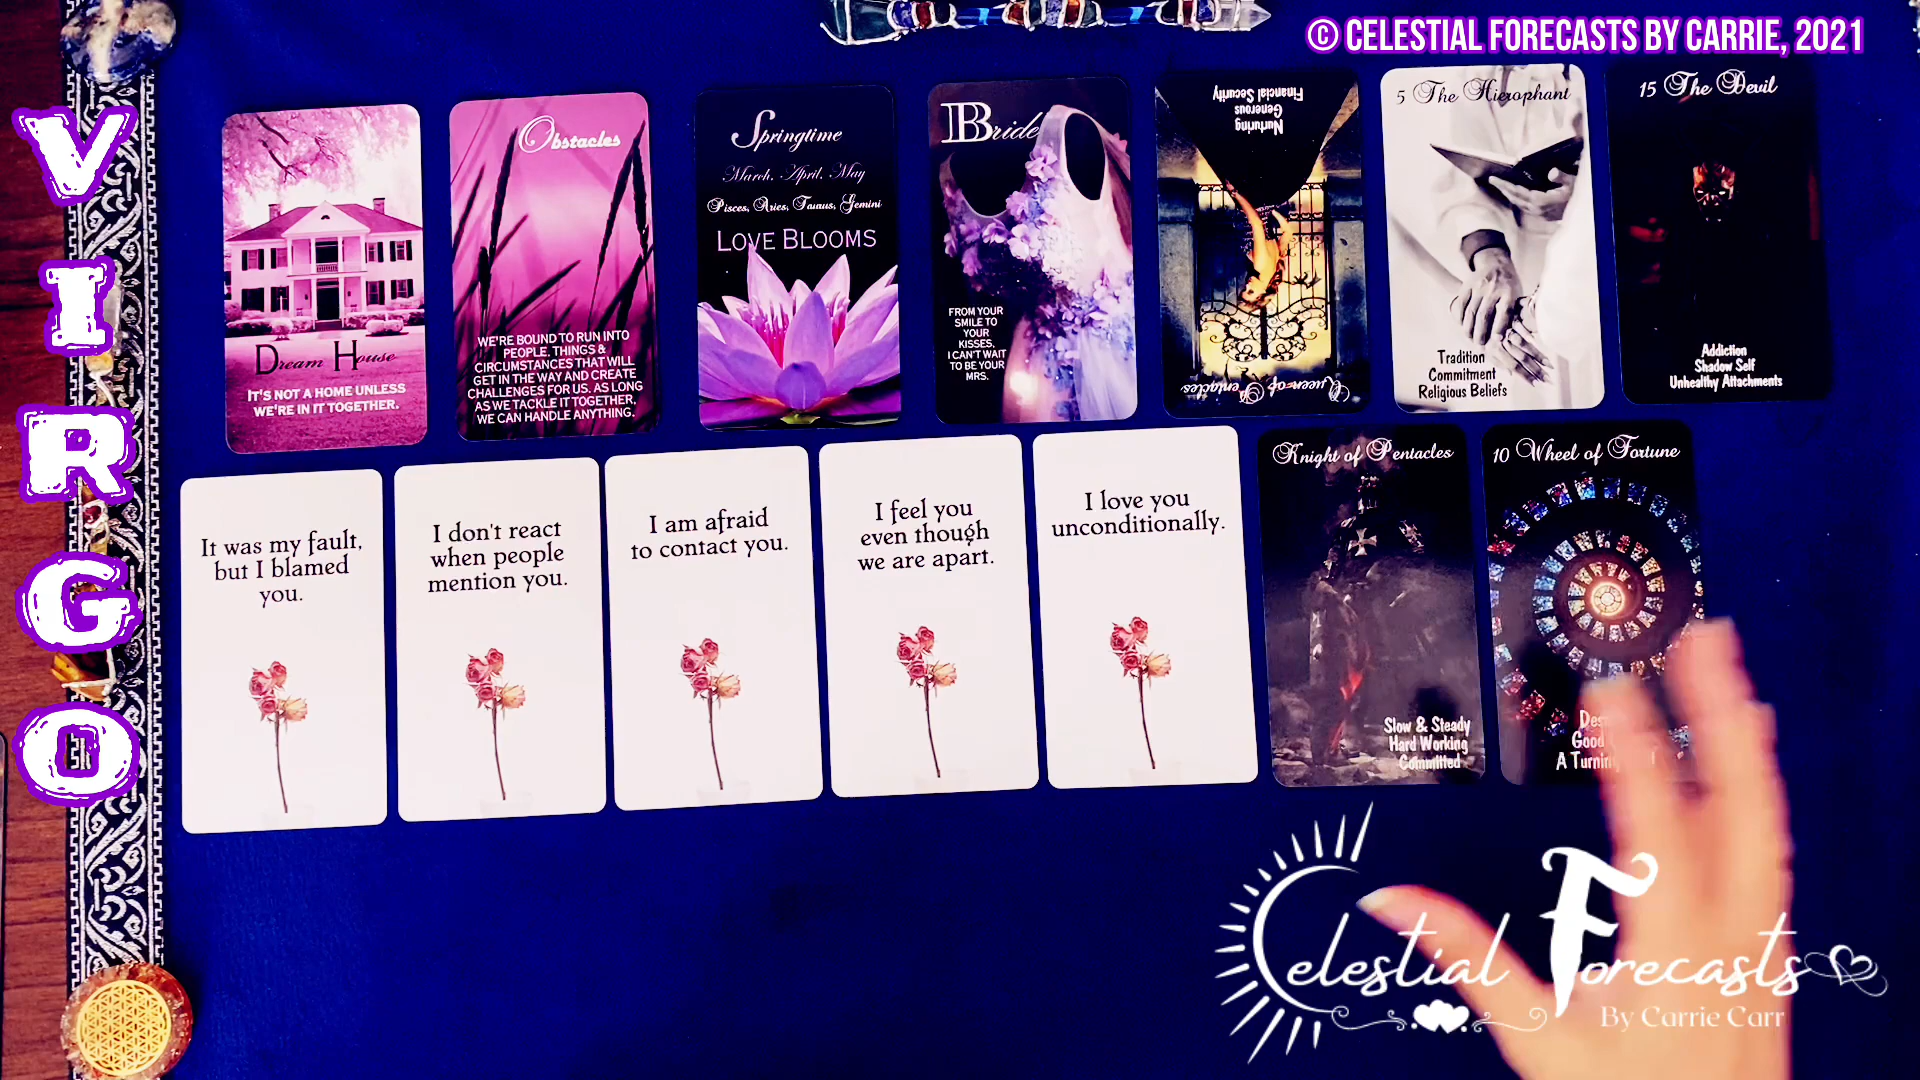 © CELESTIAL FORECASTS BY CARRIE, 2021
VIRGO
Dream House
IT'S NOT A HOME UNLESS
WE'RE IN IT TOGETHER.
Obstacles
WE'RE BOUND TO RUN INTO
PEOPLE, THINGS &
CIRCUMSTANCES THAT WILL
GET IN THE WAY AND CREATE
CHALLENGES FOR US. AS LONG
AS WE TACKLE IT TOGETHER,
WE CAN HANDLE ANYTHING.
Springtime
March, April, May
Pisces, Aries, Taurus, Gemini
LOVE BLOOMS
Bride
FROM YOUR
SMILE TO
YOUR
KISSES,
I CAN'T WAIT
TO BE YOUR
MRS.
Queen of Pentacles
Nurturing
Generous
Financial Security
5 The Hierophant
Tradition
Commitment
Religious Beliefs
15 The Devil
Addiction
Shadow Self
Unhealthy Attachments
It was my fault,
but I blamed
you.
I don't react
when people
mention you.
I am afraid
to contact you.
I feel you
even though
we are apart.
I love you
unconditionally.
Knight of Pentacles
Slow & Steady
Hard Working
Committed
10 Wheel of Fortune
Good
A
Celestial Forecasts
By Carrie Carr